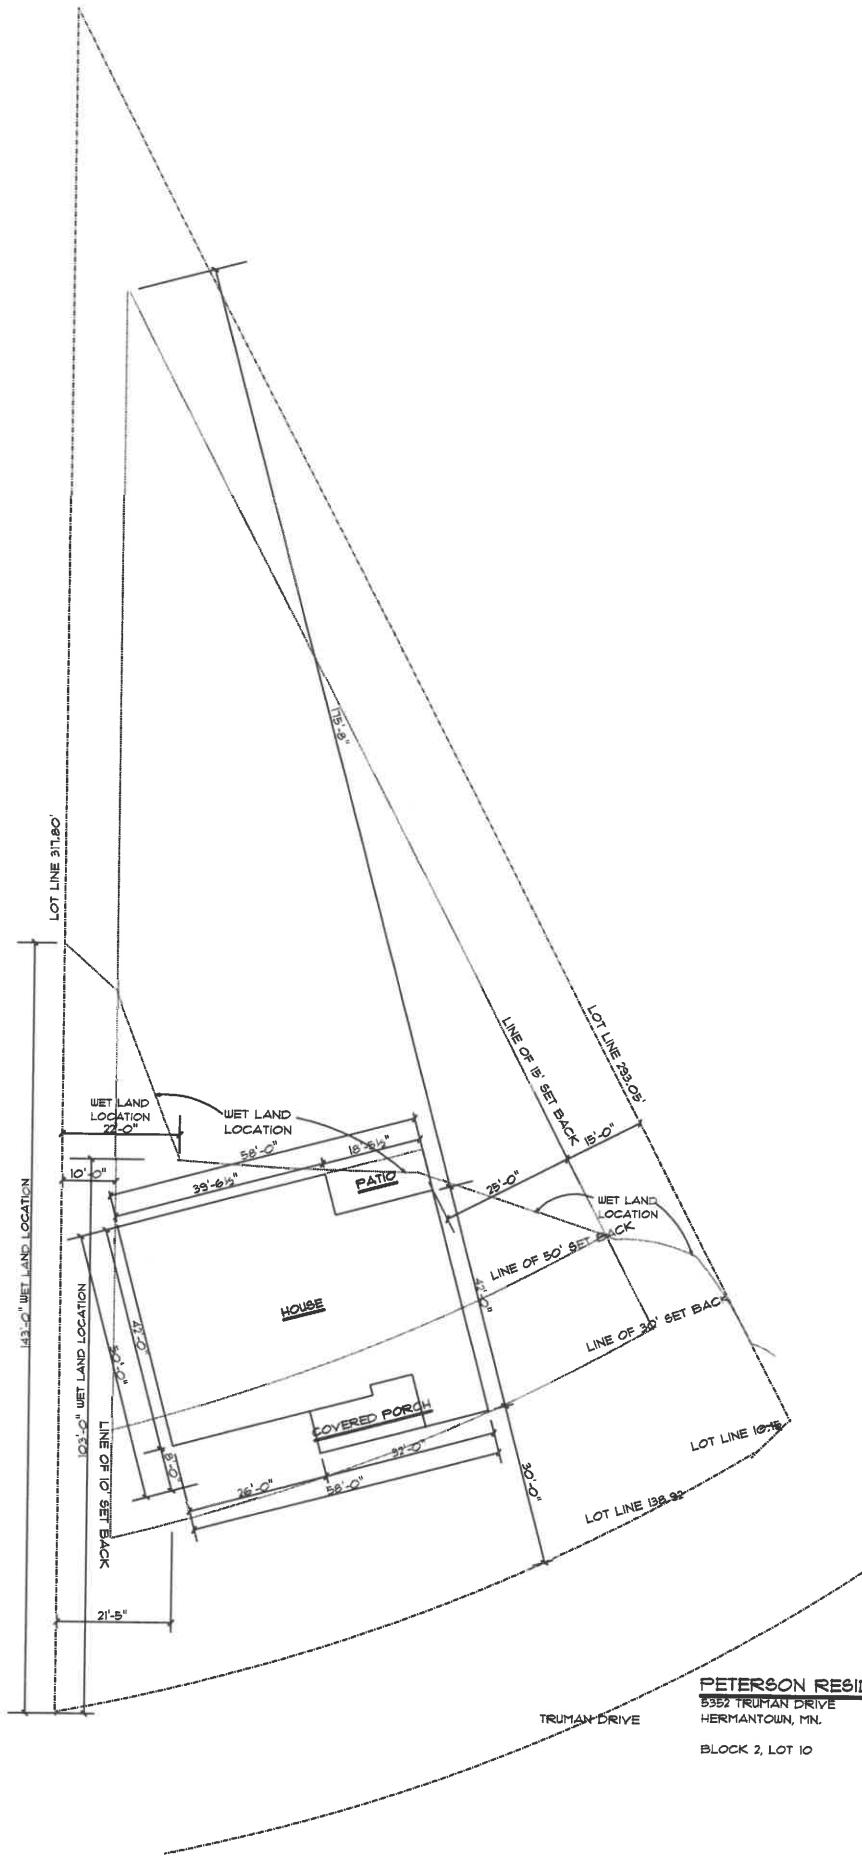 175'-8"
LOT LINE 317.80'
LINE OF 15' SET BACK
LOT LINE 293.05'
WET LAND
LOCATION
22'-0"
WET LAND
LOCATION
58'-0"
18'-5½"
15'-0"
10'-0"
39'-6½"
PATIO
25'-0"
WET LAND
LOCATION
143'-0" WET LAND LOCATION
LINE OF 50' SET BACK
103'-0" WET LAND LOCATION
HOUSE
42'-0"
42'-0"
50'-0"
LINE OF 30' SET BACK
COVERED PORCH
LINE OF 10' SET BACK
8'-0"
32'-0"
26'-0"
58'-0"
30'-0"
LOT LINE 10.15
LOT LINE 138.92
21'-5"
TRUMAN DRIVE
PETERSON RESI
5352 TRUMAN DRIVE
HERMANTOWN, MN.
BLOCK 2, LOT 10